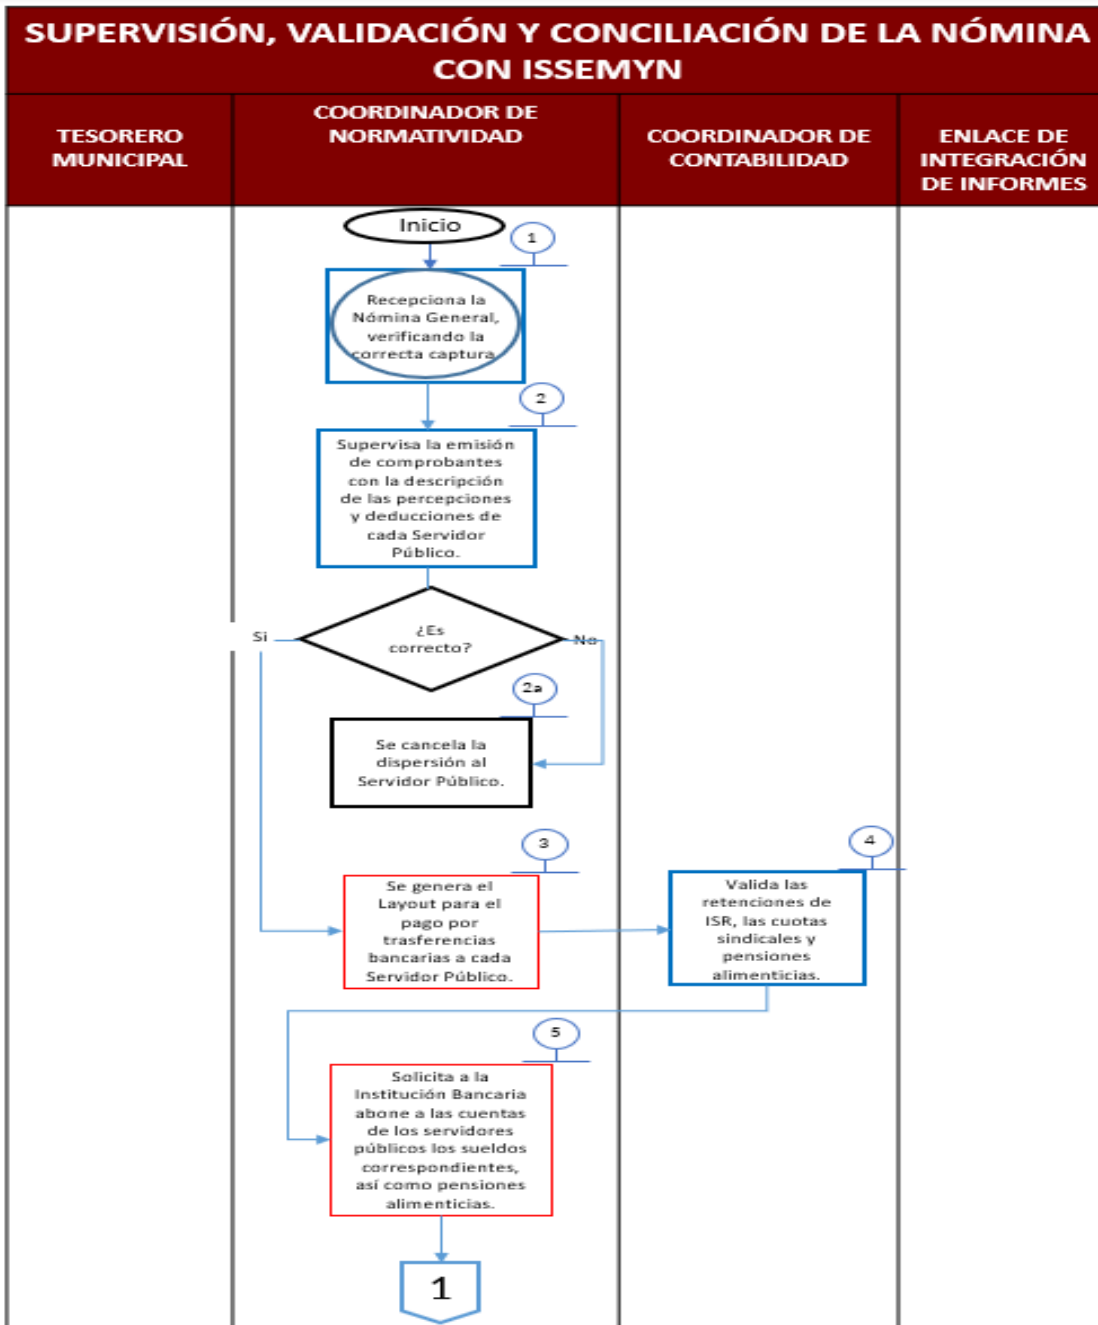 SUPERVISIÓN, VALIDACIÓN Y CONCILIACIÓN DE LA NÓMINA
CON ISSEMYN
TESORERO
MUNICIPAL
COORDINADOR DE
NORMATIVIDAD
COORDINADOR DE
CONTABILIDAD
ENLACE DE
INTEGRACIÓN
DE INFORMES
Inicio
1
Recepciona la
Nómina General,
verificando la
correcta captura
2
Supervisa la emisión
de comprobantes
con la descripción
de las percepciones
y deducciones de
cada Servidor
Público.
¿Es
correcto?
Si
No
2a
Se cancela la
dispersión al
Servidor Público.
3
Se genera el
Layout para el
pago por
trasferencias
bancarias a cada
Servidor Público.
4
Valida las
retenciones de
ISR, las cuotas
sindicales y
pensiones
alimenticias.
5
Solicita a la
Institución Bancaria
abone a las cuentas
de los servidores
públicos los sueldos
correspondientes,
así como pensiones
alimenticias.
1